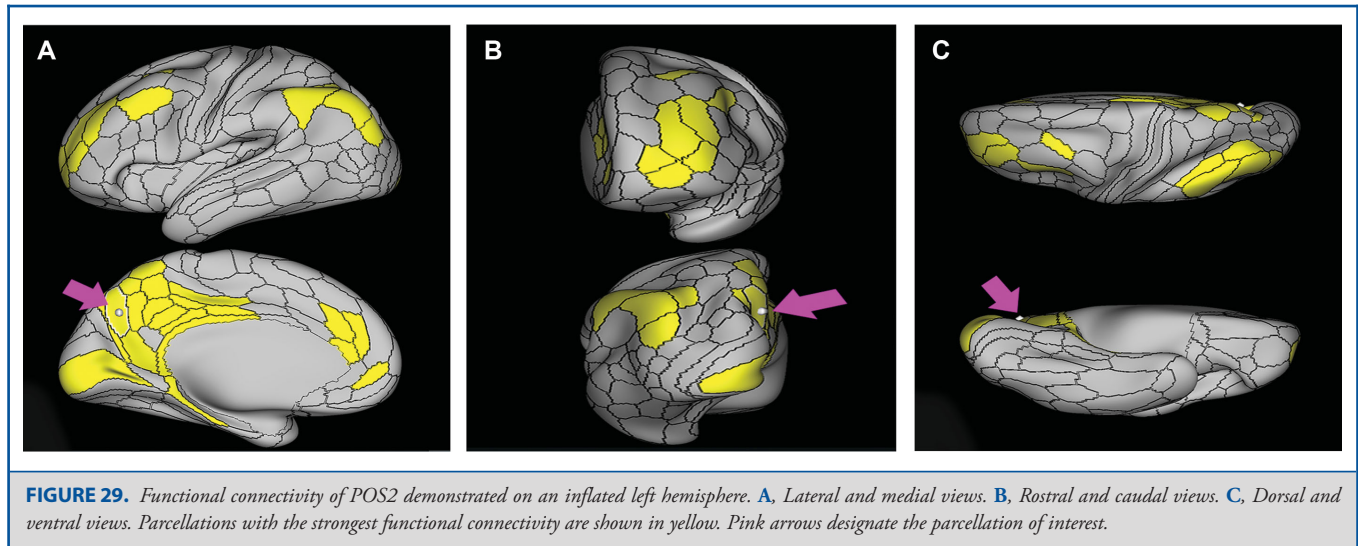 A
B
C
FIGURE 29. Functional connectivity of POS2 demonstrated on an inflated left hemisphere. A, Lateral and medial views. B, Rostral and caudal views. C, Dorsal and
ventral views. Parcellations with the strongest functional connectivity are shown in yellow. Pink arrows designate the parcellation of interest.